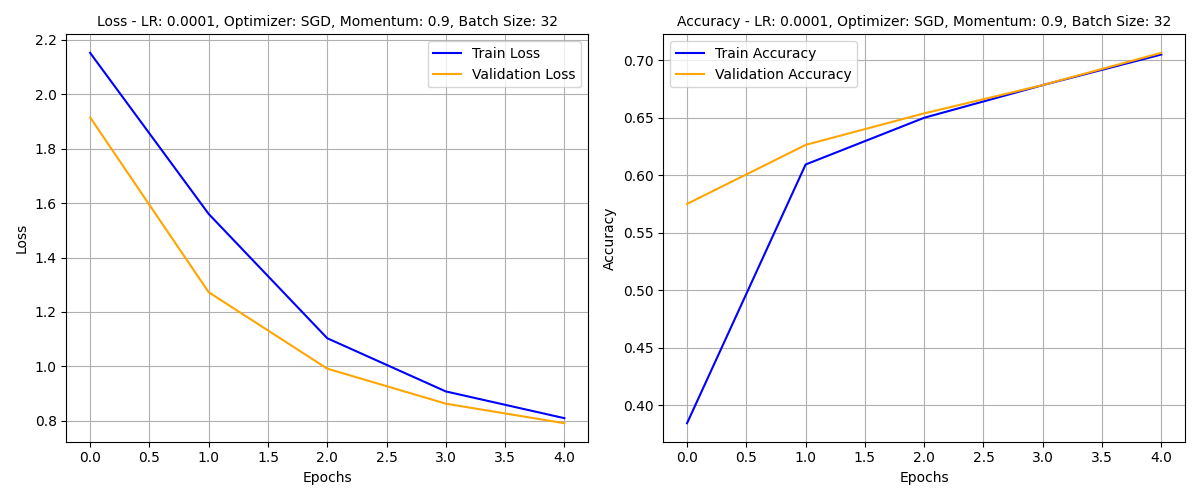 Loss - LR: 0.0001, Optimizer: SGD, Momentum: 0.9, Batch Size: 32
Train Loss
Validation Loss
2.2
2.0
1.8
1.6
1.4
1.2
1.0
0.8
Loss
0.0 0.5 1.0 1.5 2.0 2.5 3.0 3.5 4.0
Epochs
Accuracy - LR: 0.0001, Optimizer: SGD, Momentum: 0.9, Batch Size: 32
Train Accuracy
Validation Accuracy
0.70
0.65
0.60
0.55
0.50
0.45
0.40
Accuracy
0.0 0.5 1.0 1.5 2.0 2.5 3.0 3.5 4.0
Epochs